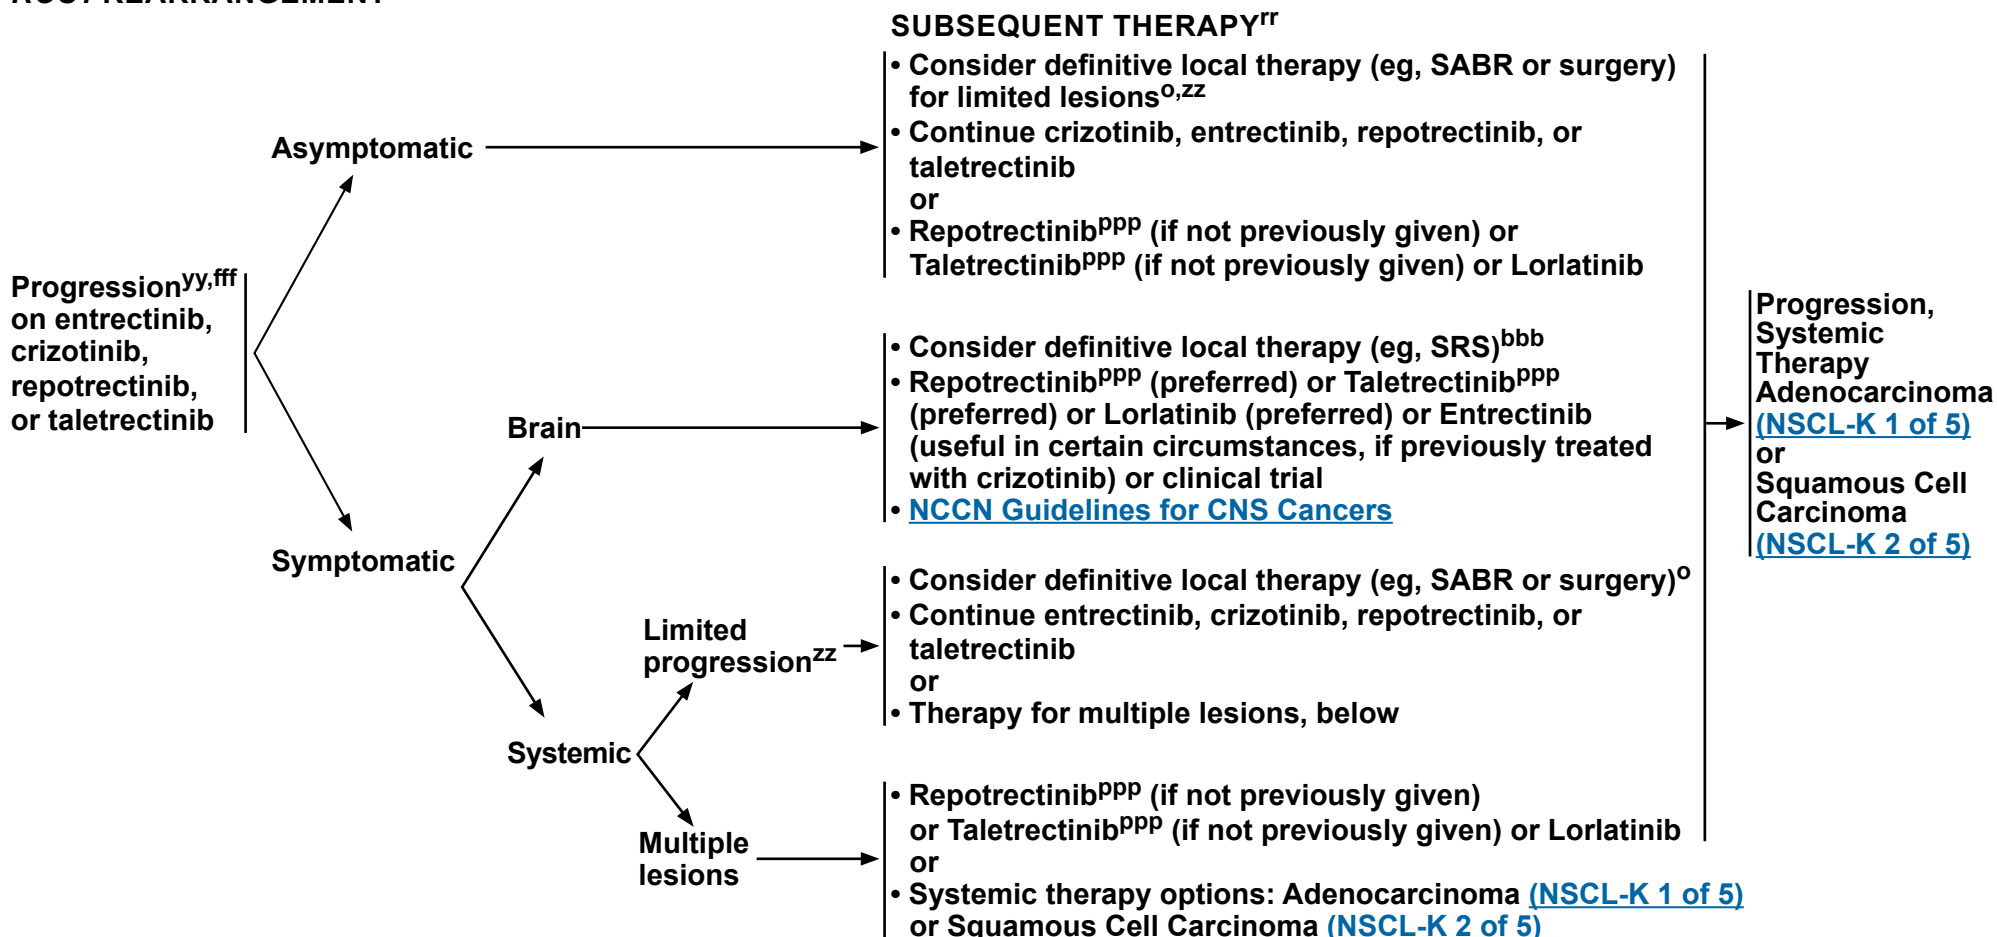 SUBSEQUENT THERAPYrr
• Consider definitive local therapy (eg, SABR or surgery)
for limited lesionso,zz
• Continue crizotinib, entrectinib, repotrectinib, or
taletrectinib
or
• Repotrectinibppp (if not previously given) or
Taletrectinibppp (if not previously given) or Lorlatinib
Asymptomatic
Progressionyy,fff
on entrectinib,
crizotinib,
repotrectinib,
or taletrectinib
Symptomatic
Brain
• Consider definitive local therapy (eg, SRS)bbb
• Repotrectinibppp (preferred) or Taletrectinibppp
(preferred) or Lorlatinib (preferred) or Entrectinib
(useful in certain circumstances, if previously treated
with crizotinib) or clinical trial
• NCCN Guidelines for CNS Cancers
Systemic
Limited
progressionzz
• Consider definitive local therapy (eg, SABR or surgery)o
• Continue entrectinib, crizotinib, repotrectinib, or
taletrectinib
or
• Therapy for multiple lesions, below
Multiple
lesions
• Repotrectinibppp (if not previously given)
or Taletrectinibppp (if not previously given) or Lorlatinib
or
• Systemic therapy options: Adenocarcinoma (NSCL-K 1 of 5)
or Squamous Cell Carcinoma (NSCL-K 2 of 5)
Progression,
Systemic
Therapy
Adenocarcinoma
(NSCL-K 1 of 5)
or
Squamous Cell
Carcinoma
(NSCL-K 2 of 5)